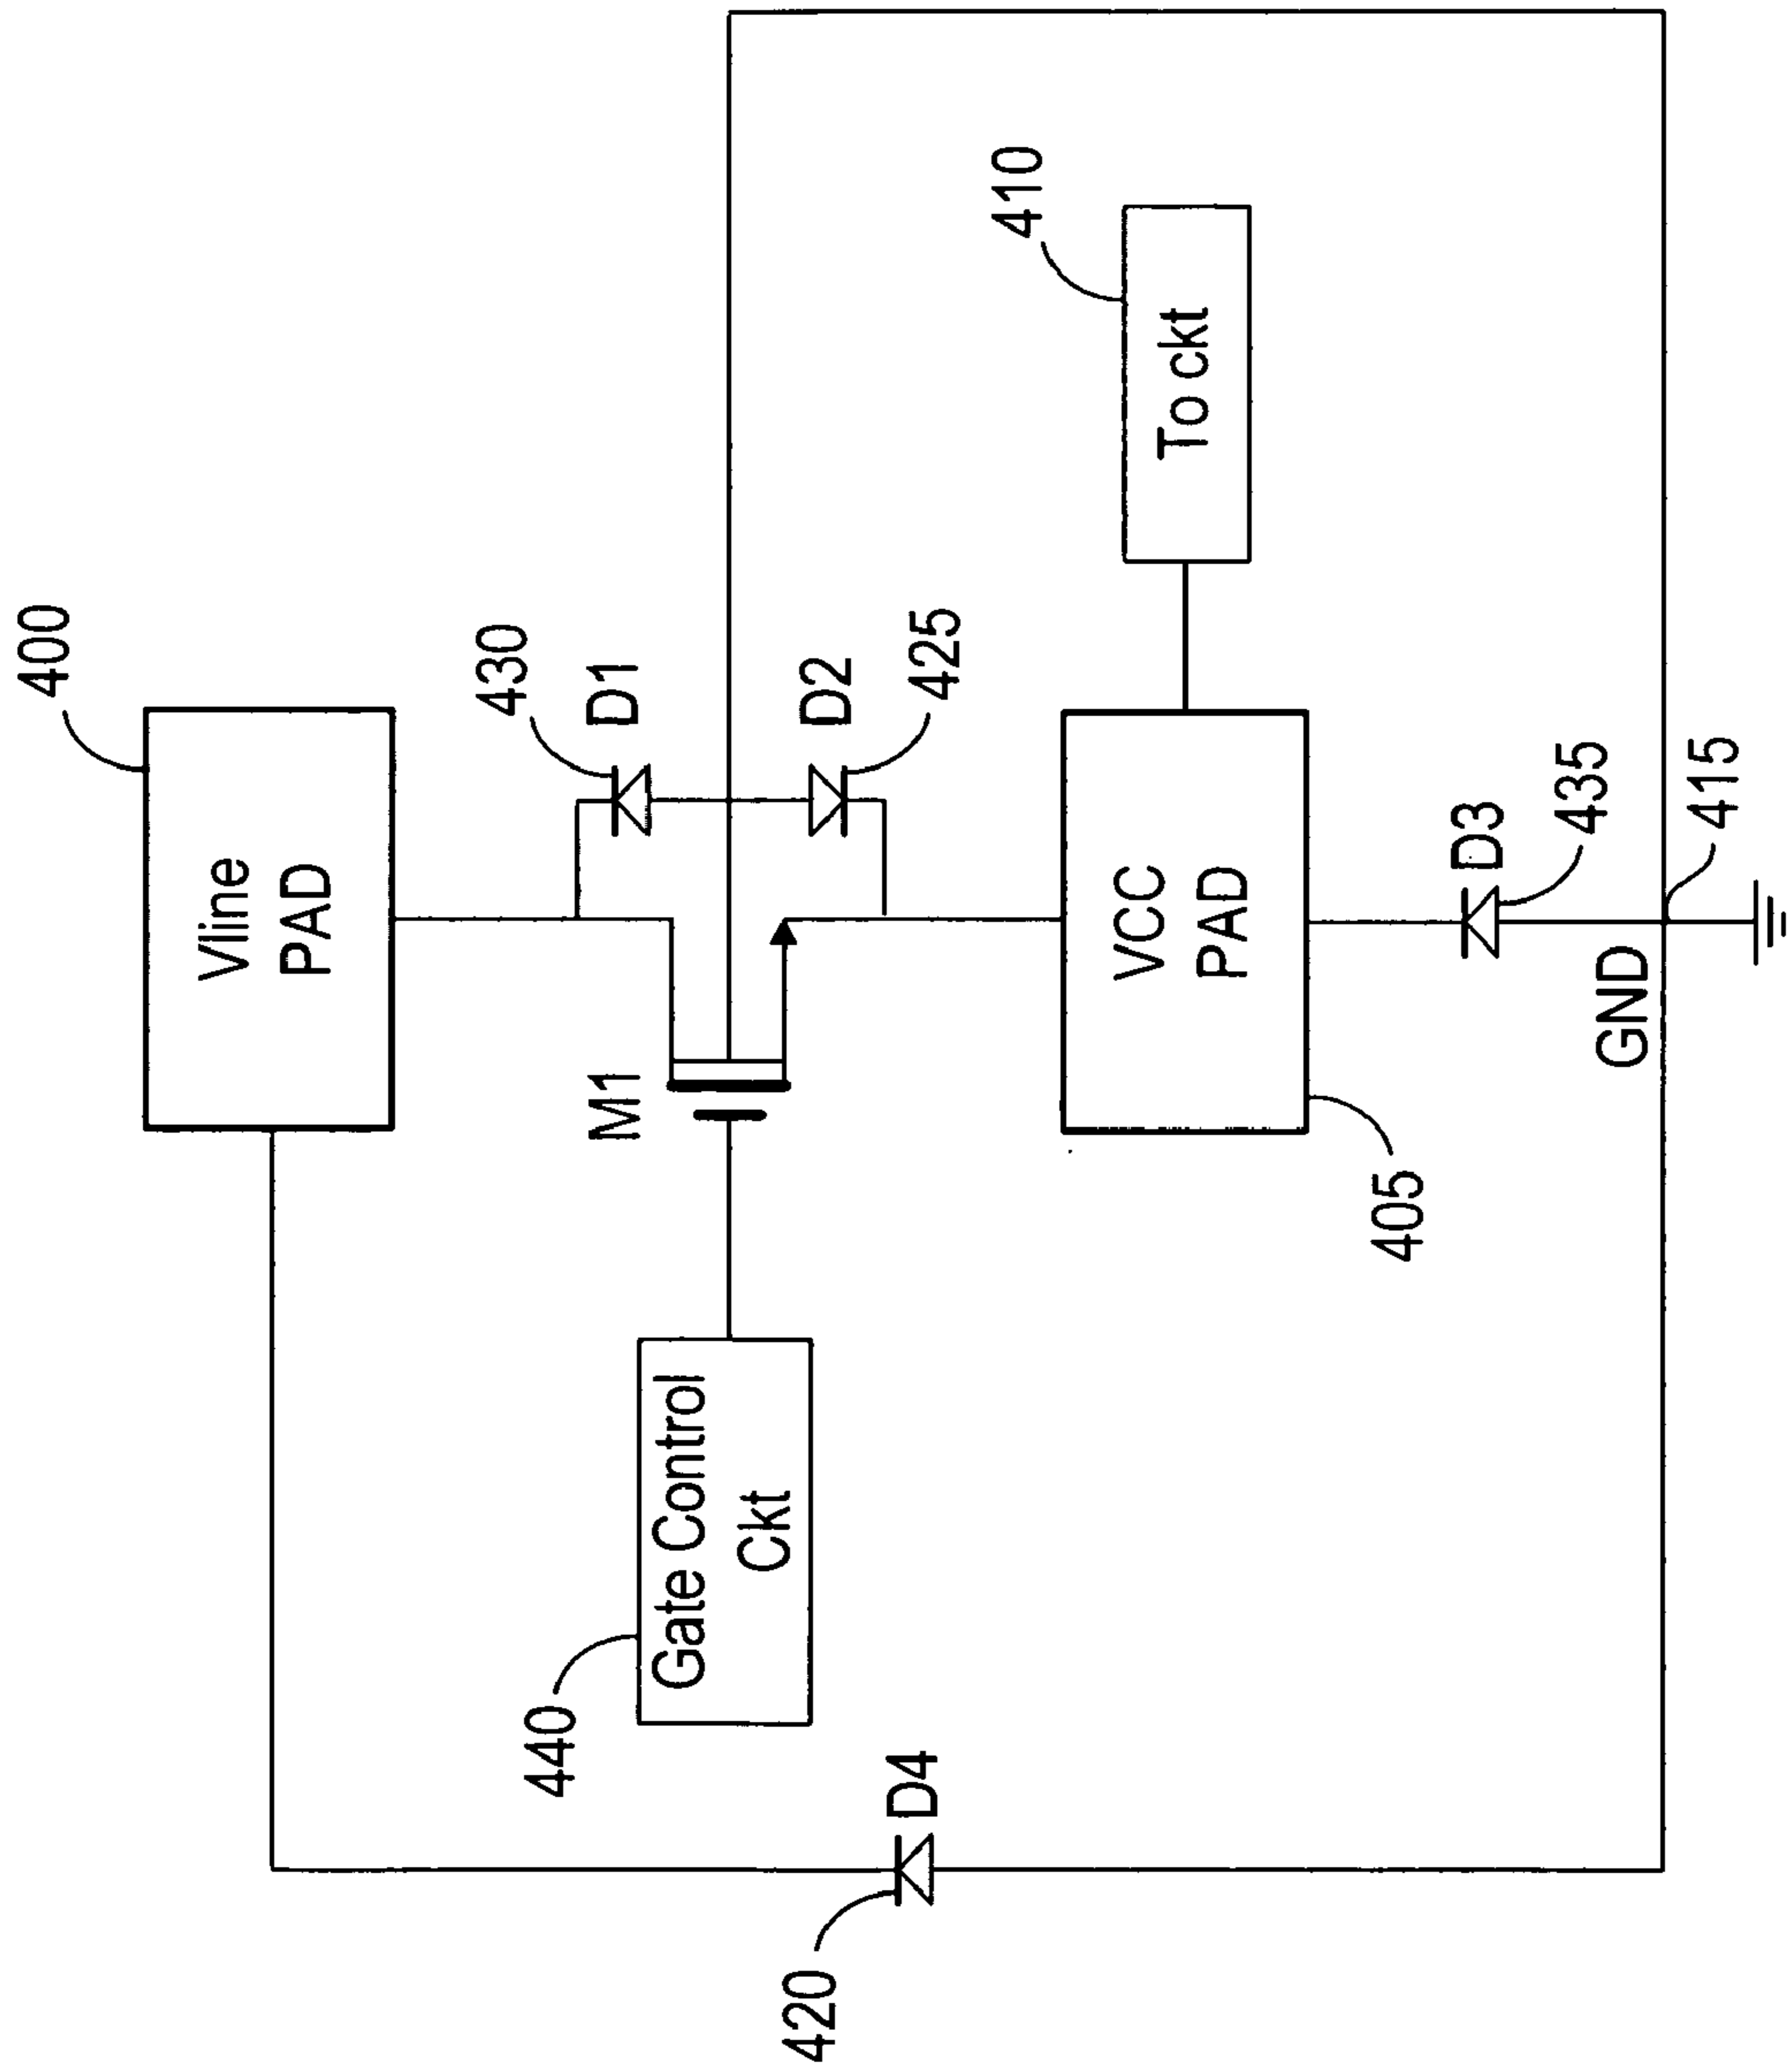 400
Vline
PAD
430
D1
M1
D2
425
410
To ckt
440
Gate Control
Ckt
420
D4
VCC
PAD
405
D3
435
GND
415